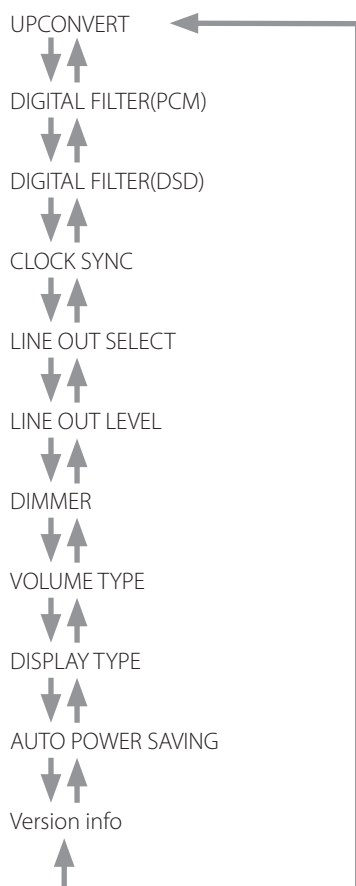 UPCONVERT
DIGITAL FILTER(PCM)
DIGITAL FILTER(DSD)
CLOCK SYNC
LINE OUT SELECT
LINE OUT LEVEL
DIMMER
VOLUME TYPE
DISPLAY TYPE
AUTO POWER SAVING
Version info